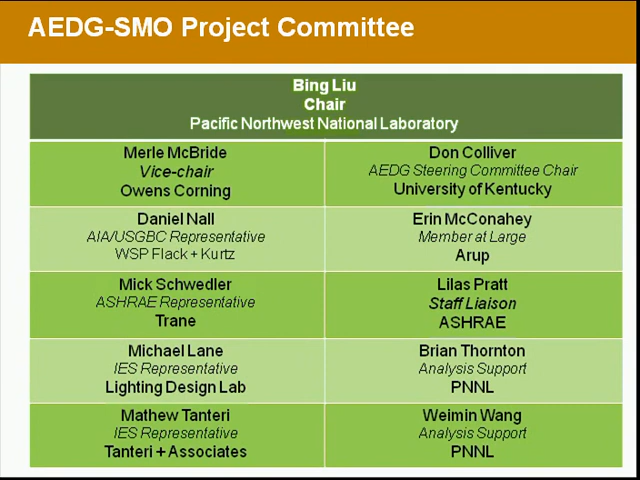 AEDG-SMO Project Committee
Bing Liu
Chair
Pacific Northwest National Laboratory
Merle McBride
Vice-chair
Owens Corning
Don Colliver
AEDG Steering Committee Chair
University of Kentucky
Daniel Nall
AIA/USGBC Representative
WSP Flack + Kurtz
Erin McConahey
Member at Large
Arup
Mick Schwedler
ASHRAE Representative
Trane
Lilas Pratt
Staff Liaison
ASHRAE
Michael Lane
IES Representative
Lighting Design Lab
Brian Thornton
Analysis Support
PNNL
Mathew Tanteri
IES Representative
Tanteri + Associates
Weimin Wang
Analysis Support
PNNL